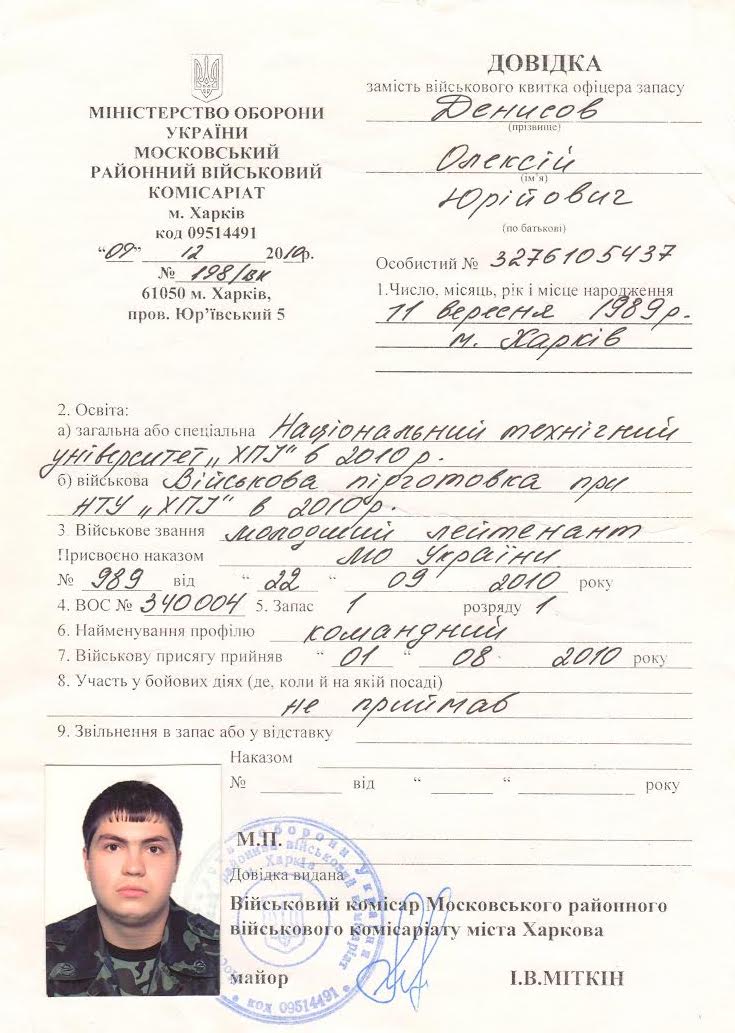 МІНІСТЕРСТВО ОБОРОНИ
УКРАЇНИ
МОСКОВСЬКИЙ
РАЙОННИЙ ВІЙСЬКОВИЙ
КОМІСАРІАТ
м. Харків
код 09514491
“07” 12 2010р.
№ 198/вк
61050 м. Харків,
пров. Юр’ївський 5
ДОВІДКА
замість військового квитка офіцера запасу
Денисов
(прізвище)
Олексій
(ім’я)
Юрійович
(по батькові)
Особистий № 3276105437
1.Число, місяць, рік і місце народження
11 вересня 1989р.
м. Харків
2. Освіта:
а) загальна або спеціальна Національний технічний
університет „ХПІ“ в 2010 р.
б) військова Військова підготовка при
НТУ „ХПІ“ в 2010р.
3 Військове звання молодший лейтенант
Присвоєно наказом МО України
№ 989 від “ 22 “ 09 2010 року
4. ВОС № 340004 5. Запас 1 розряду 1
6. Найменування профілю командний
7. Військову присягу прийняв “ 01 “ 08 2010 року
8. Участь у бойових діях (де, коли й на якій посаді)
не приймав
9. Звільнення в запас або у відставку
Наказом
№ від “ “ року
М.П.
Довідка видана
Військовий комісар Московського районного
військового комісаріату міста Харкова
майор І.В.МІТКІН
оборони України
районний військовий комісаріат
Харків
код 09514491